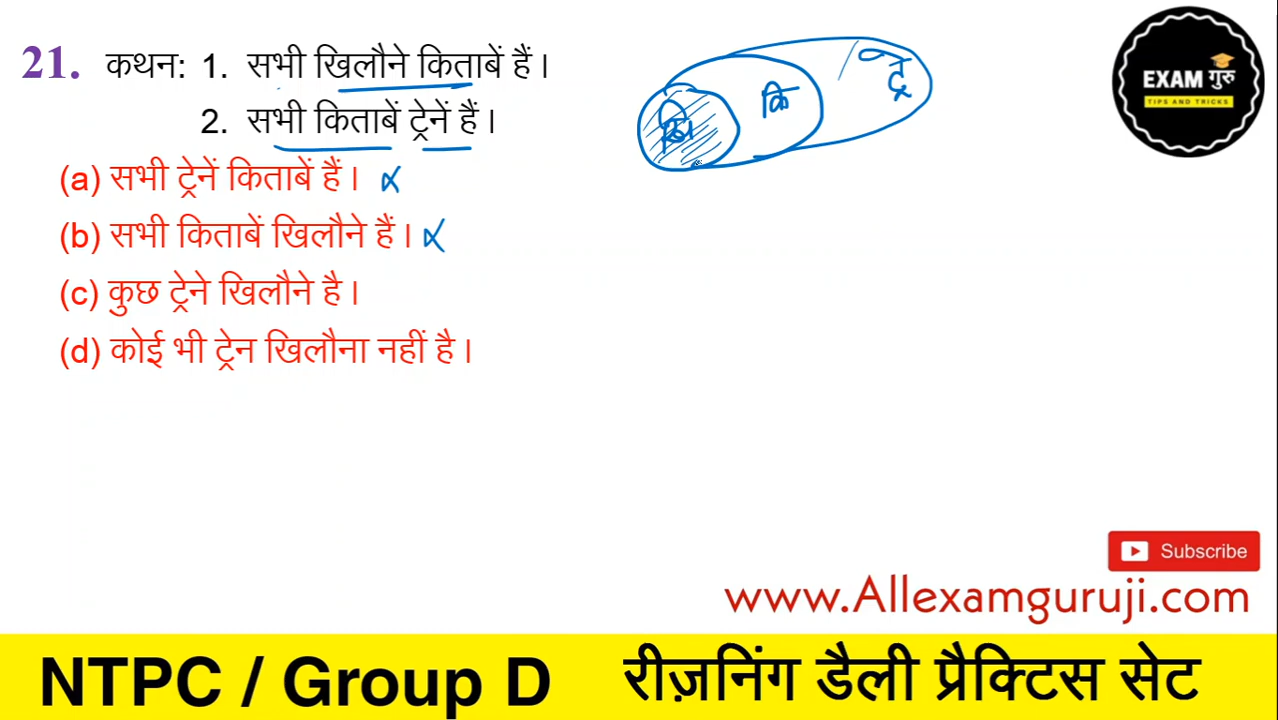 21. कथन: 1. सभी खिलौने किताबें हैं।
2. सभी किताबें ट्रेनें हैं।
(a) सभी ट्रेनें किताबें हैं।
(b) सभी किताबें खिलौने हैं।
(c) कुछ ट्रेने खिलौने है।
(d) कोई भी ट्रेन खिलौना नहीं है।
खि
कि
ट्रे
EXAM गुरु
TIPS AND TRICKS
Subscribe
www.Allexamguruji.com
NTPC / Group D रीज़निंग डैली प्रैक्टिस सेट